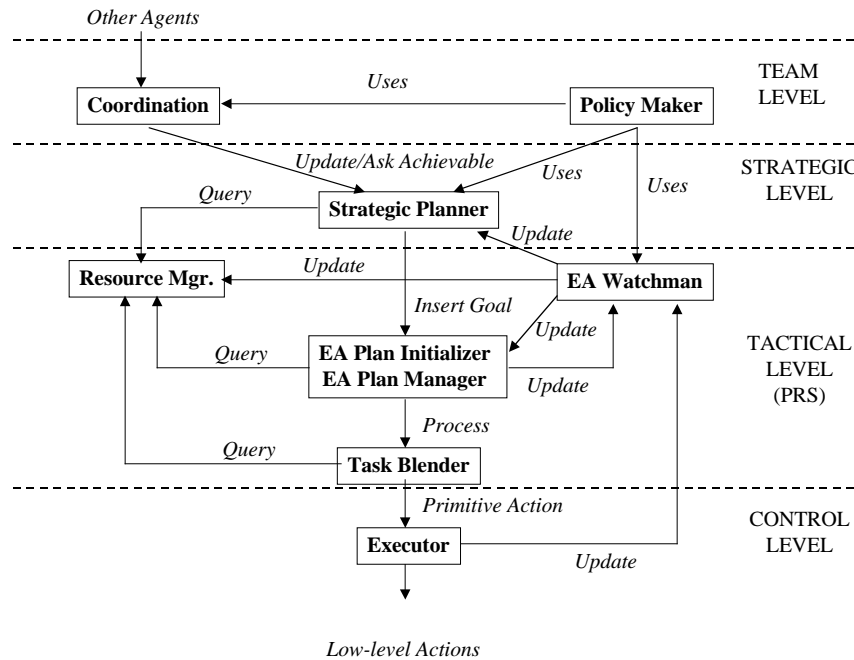 Other Agents
Uses
TEAM
LEVEL
Coordination
Policy Maker
Update/Ask Achievable
Uses
Uses
STRATEGIC
LEVEL
Query
Strategic Planner
Update
Resource Mgr.
Update
EA Watchman
Insert Goal
Update
TACTICAL
LEVEL
(PRS)
Query
EA Plan Initializer
EA Plan Manager
Update
Process
Query
Task Blender
Primitive Action
CONTROL
LEVEL
Executor
Update
Low-level Actions